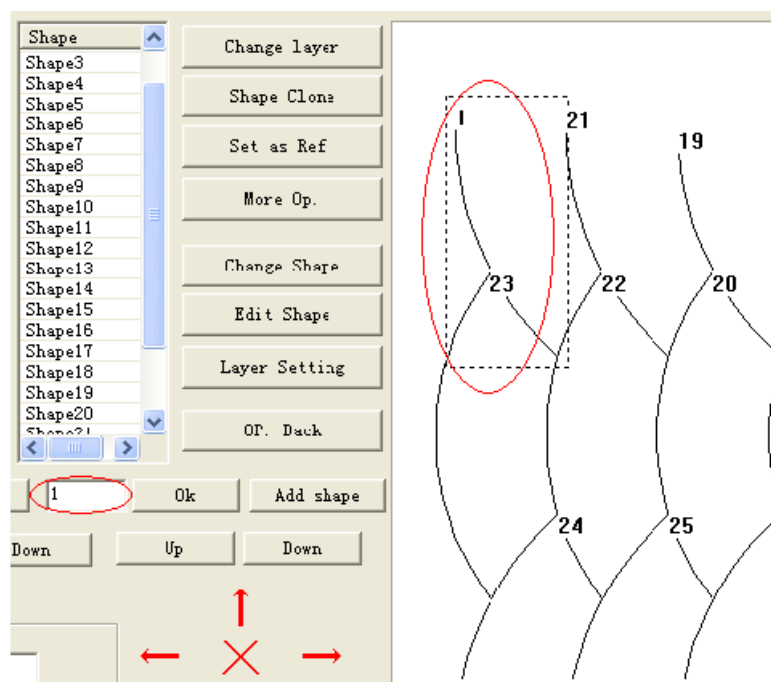 Shape
Shape3
Shape4
Shape5
Shape6
Shape7
Shape8
Shape9
Shape10
Shape11
Shape12
Shape13
Shape14
Shape15
Shape16
Shape17
Shape18
Shape19
Shape20
Shape21
Change layer
Shape Clone
Set as Ref
More Op.
Change Shape
Edit Shape
Layer Setting
OP. Back
1
Ok
Add shape
Down
Up
Down
1
21
19
23
22
20
24
25